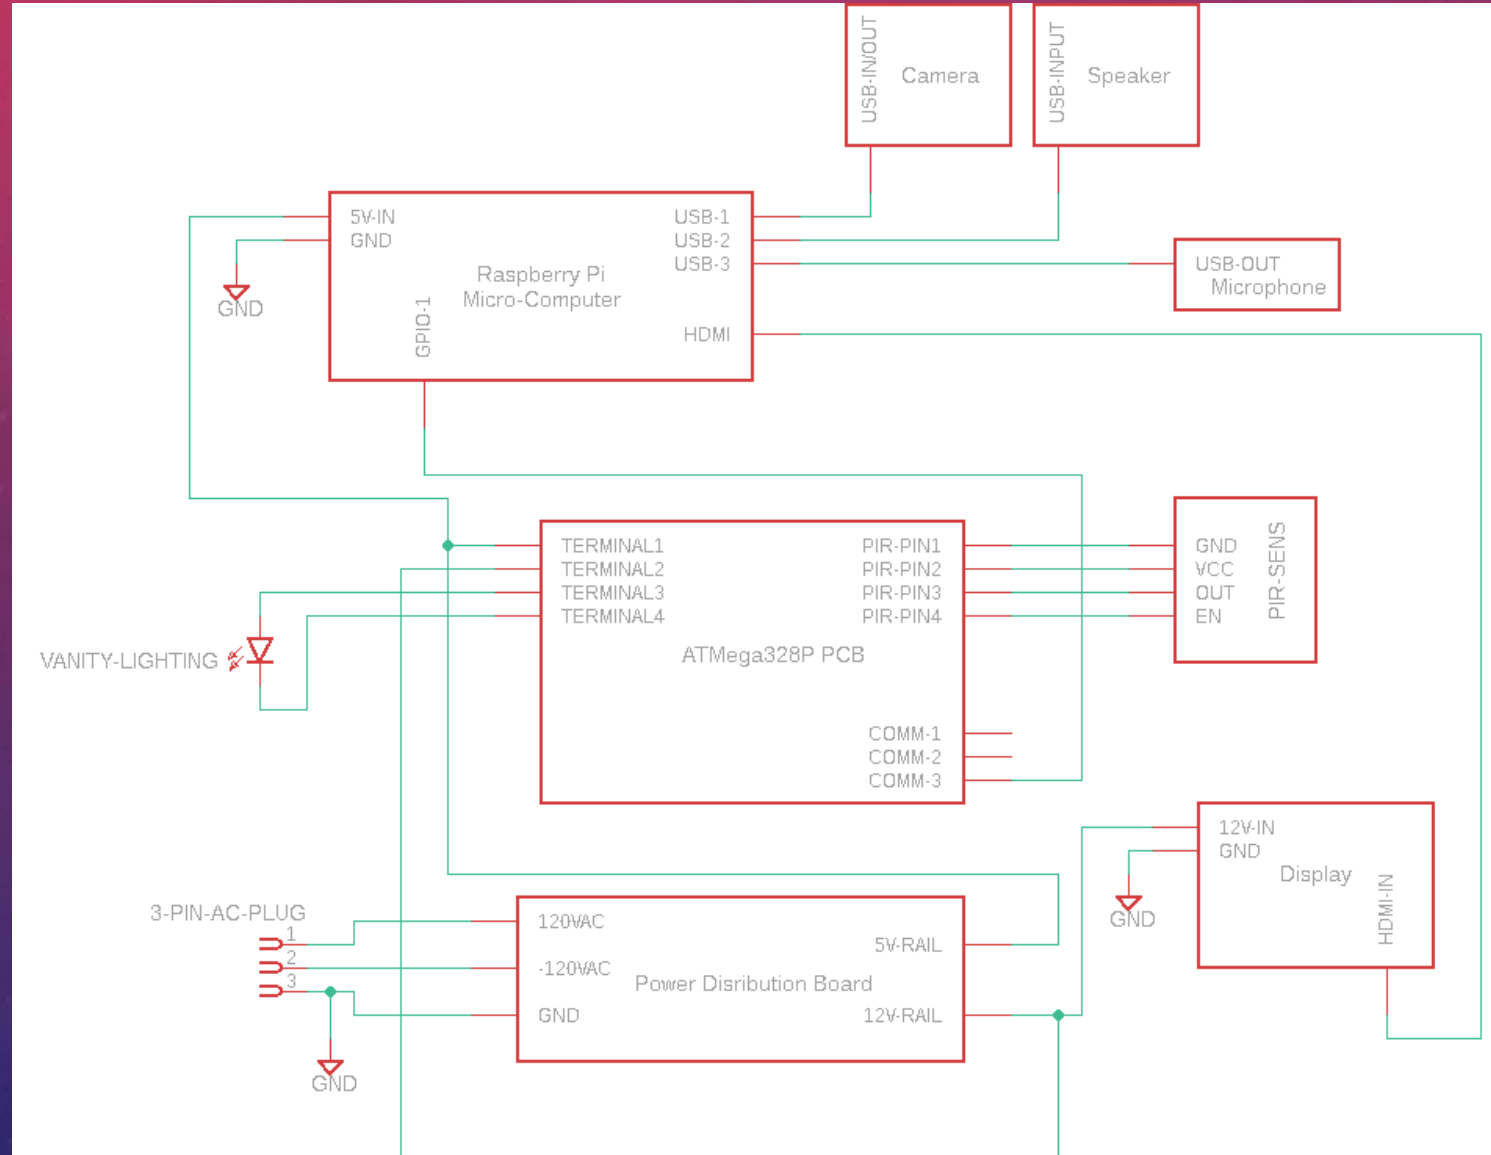 USB-IN/OUT
Camera
USB-INPUT
Speaker
5V-IN
GND
GPIO-1
Raspberry Pi
Micro-Computer
USB-1
USB-2
USB-3
HDMI
GND
USB-OUT
Microphone
TERMINAL1
TERMINAL2
TERMINAL3
TERMINAL4
PIR-PIN1
PIR-PIN2
PIR-PIN3
PIR-PIN4
ATMega328P PCB
COMM-1
COMM-2
COMM-3
GND
VCC
OUT
EN
PIR-SENS
VANITY-LIGHTING
12V-IN
GND
Display
HDMI-IN
GND
3-PIN-AC-PLUG
1
2
3
120VAC
-120VAC
GND
Power Disribution Board
5V-RAIL
12V-RAIL
GND